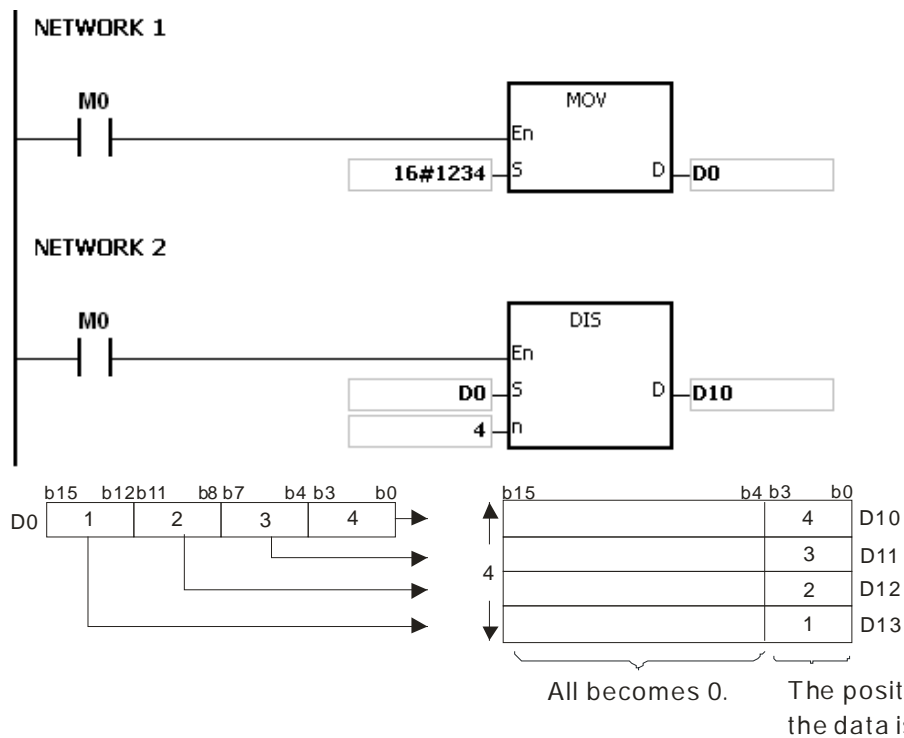 NETWORK 1
M0
MOV
En
16#1234 S D D0
NETWORK 2
M0
DIS
En
D0 S D D10
4 n
b15 b12 b11 b8 b7 b4 b3 b0
D0 1 2 3 4
b15 b4 b3 b0
4 D10
3 D11
4
2 D12
1 D13
All becomes 0. The posit
the data is